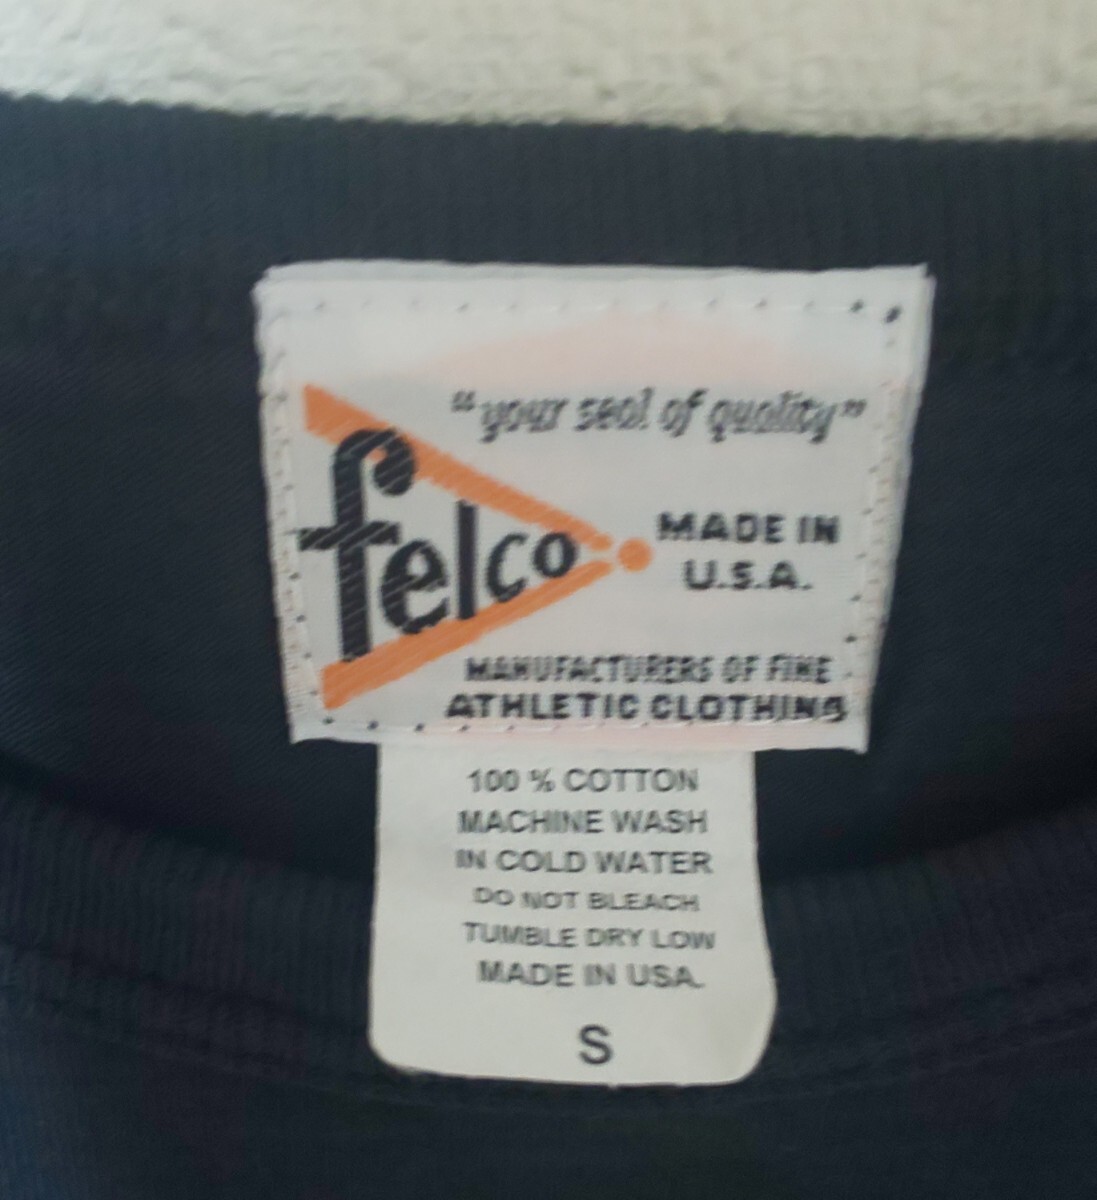 "your seal of quality"
felco
MADE IN
U.S.A.
MANUFACTURERS OF FINE
ATHLETIC CLOTHING
100 % COTTON
MACHINE WASH
IN COLD WATER
DO NOT BLEACH
TUMBLE DRY LOW
MADE IN USA.
S